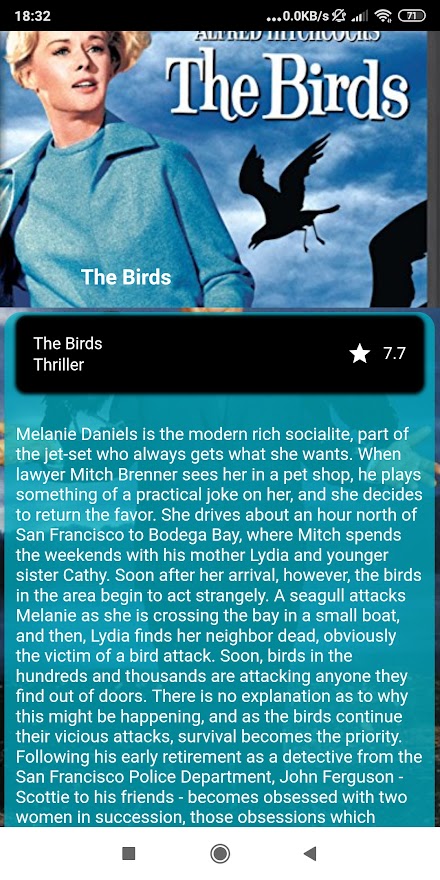 18:32
...0.0KB/s
71
ALFRED HITCHCOCK'S
The Birds
The Birds
The Birds
Thriller
7.7
Melanie Daniels is the modern rich socialite, part of
the jet-set who always gets what she wants. When
lawyer Mitch Brenner sees her in a pet shop, he plays
something of a practical joke on her, and she decides
to return the favor. She drives about an hour north of
San Francisco to Bodega Bay, where Mitch spends
the weekends with his mother Lydia and younger
sister Cathy. Soon after her arrival, however, the birds
in the area begin to act strangely. A seagull attacks
Melanie as she is crossing the bay in a small boat,
and then, Lydia finds her neighbor dead, obviously
the victim of a bird attack. Soon, birds in the
hundreds and thousands are attacking anyone they
find out of doors. There is no explanation as to why
this might be happening, and as the birds continue
their vicious attacks, survival becomes the priority.
Following his early retirement as a detective from the
San Francisco Police Department, John Ferguson -
Scottie to his friends - becomes obsessed with two
women in succession, those obsessions which